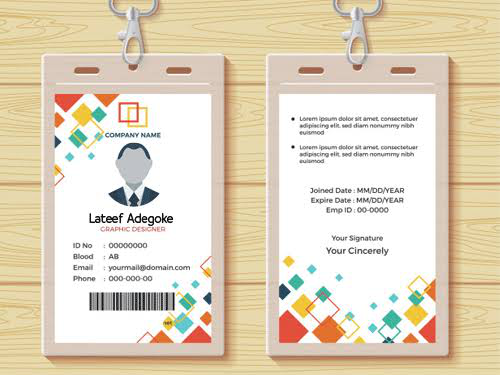 COMPANY NAME
Lateef Adegoke
GRAPHIC DESIGNER
ID No : 00000000
Blood : AB
Email : yourmail@domain.com
Phone : 000-000-00-00
Lorem ipsum dolor sit amet, consectetur
adipiscing elit, sed diam nonummy nibh
euismod
Lorem ipsum dolor sit amet, consectetur
adipiscing elit, sed diam nonummy nibh
euismod
Joined Date : MM/DD/YEAR
Expire Date : MM/DD/YEAR
Emp ID : 00-0000
Your Signature
Your Cincerely